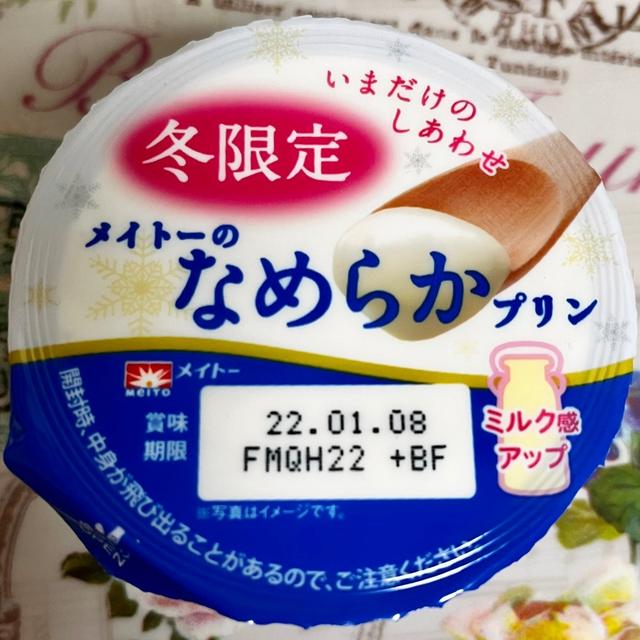 いまだけの
しあわせ
冬限定
メイトーの
なめらかプリン
MEITO
メイトー
賞味
期限
22.01.08
FMQH22 +BF
ミルク感
アップ
※写真はイメージです。
開封時、中身が飛び出ることがあるので、ご注意ください。
OPEN